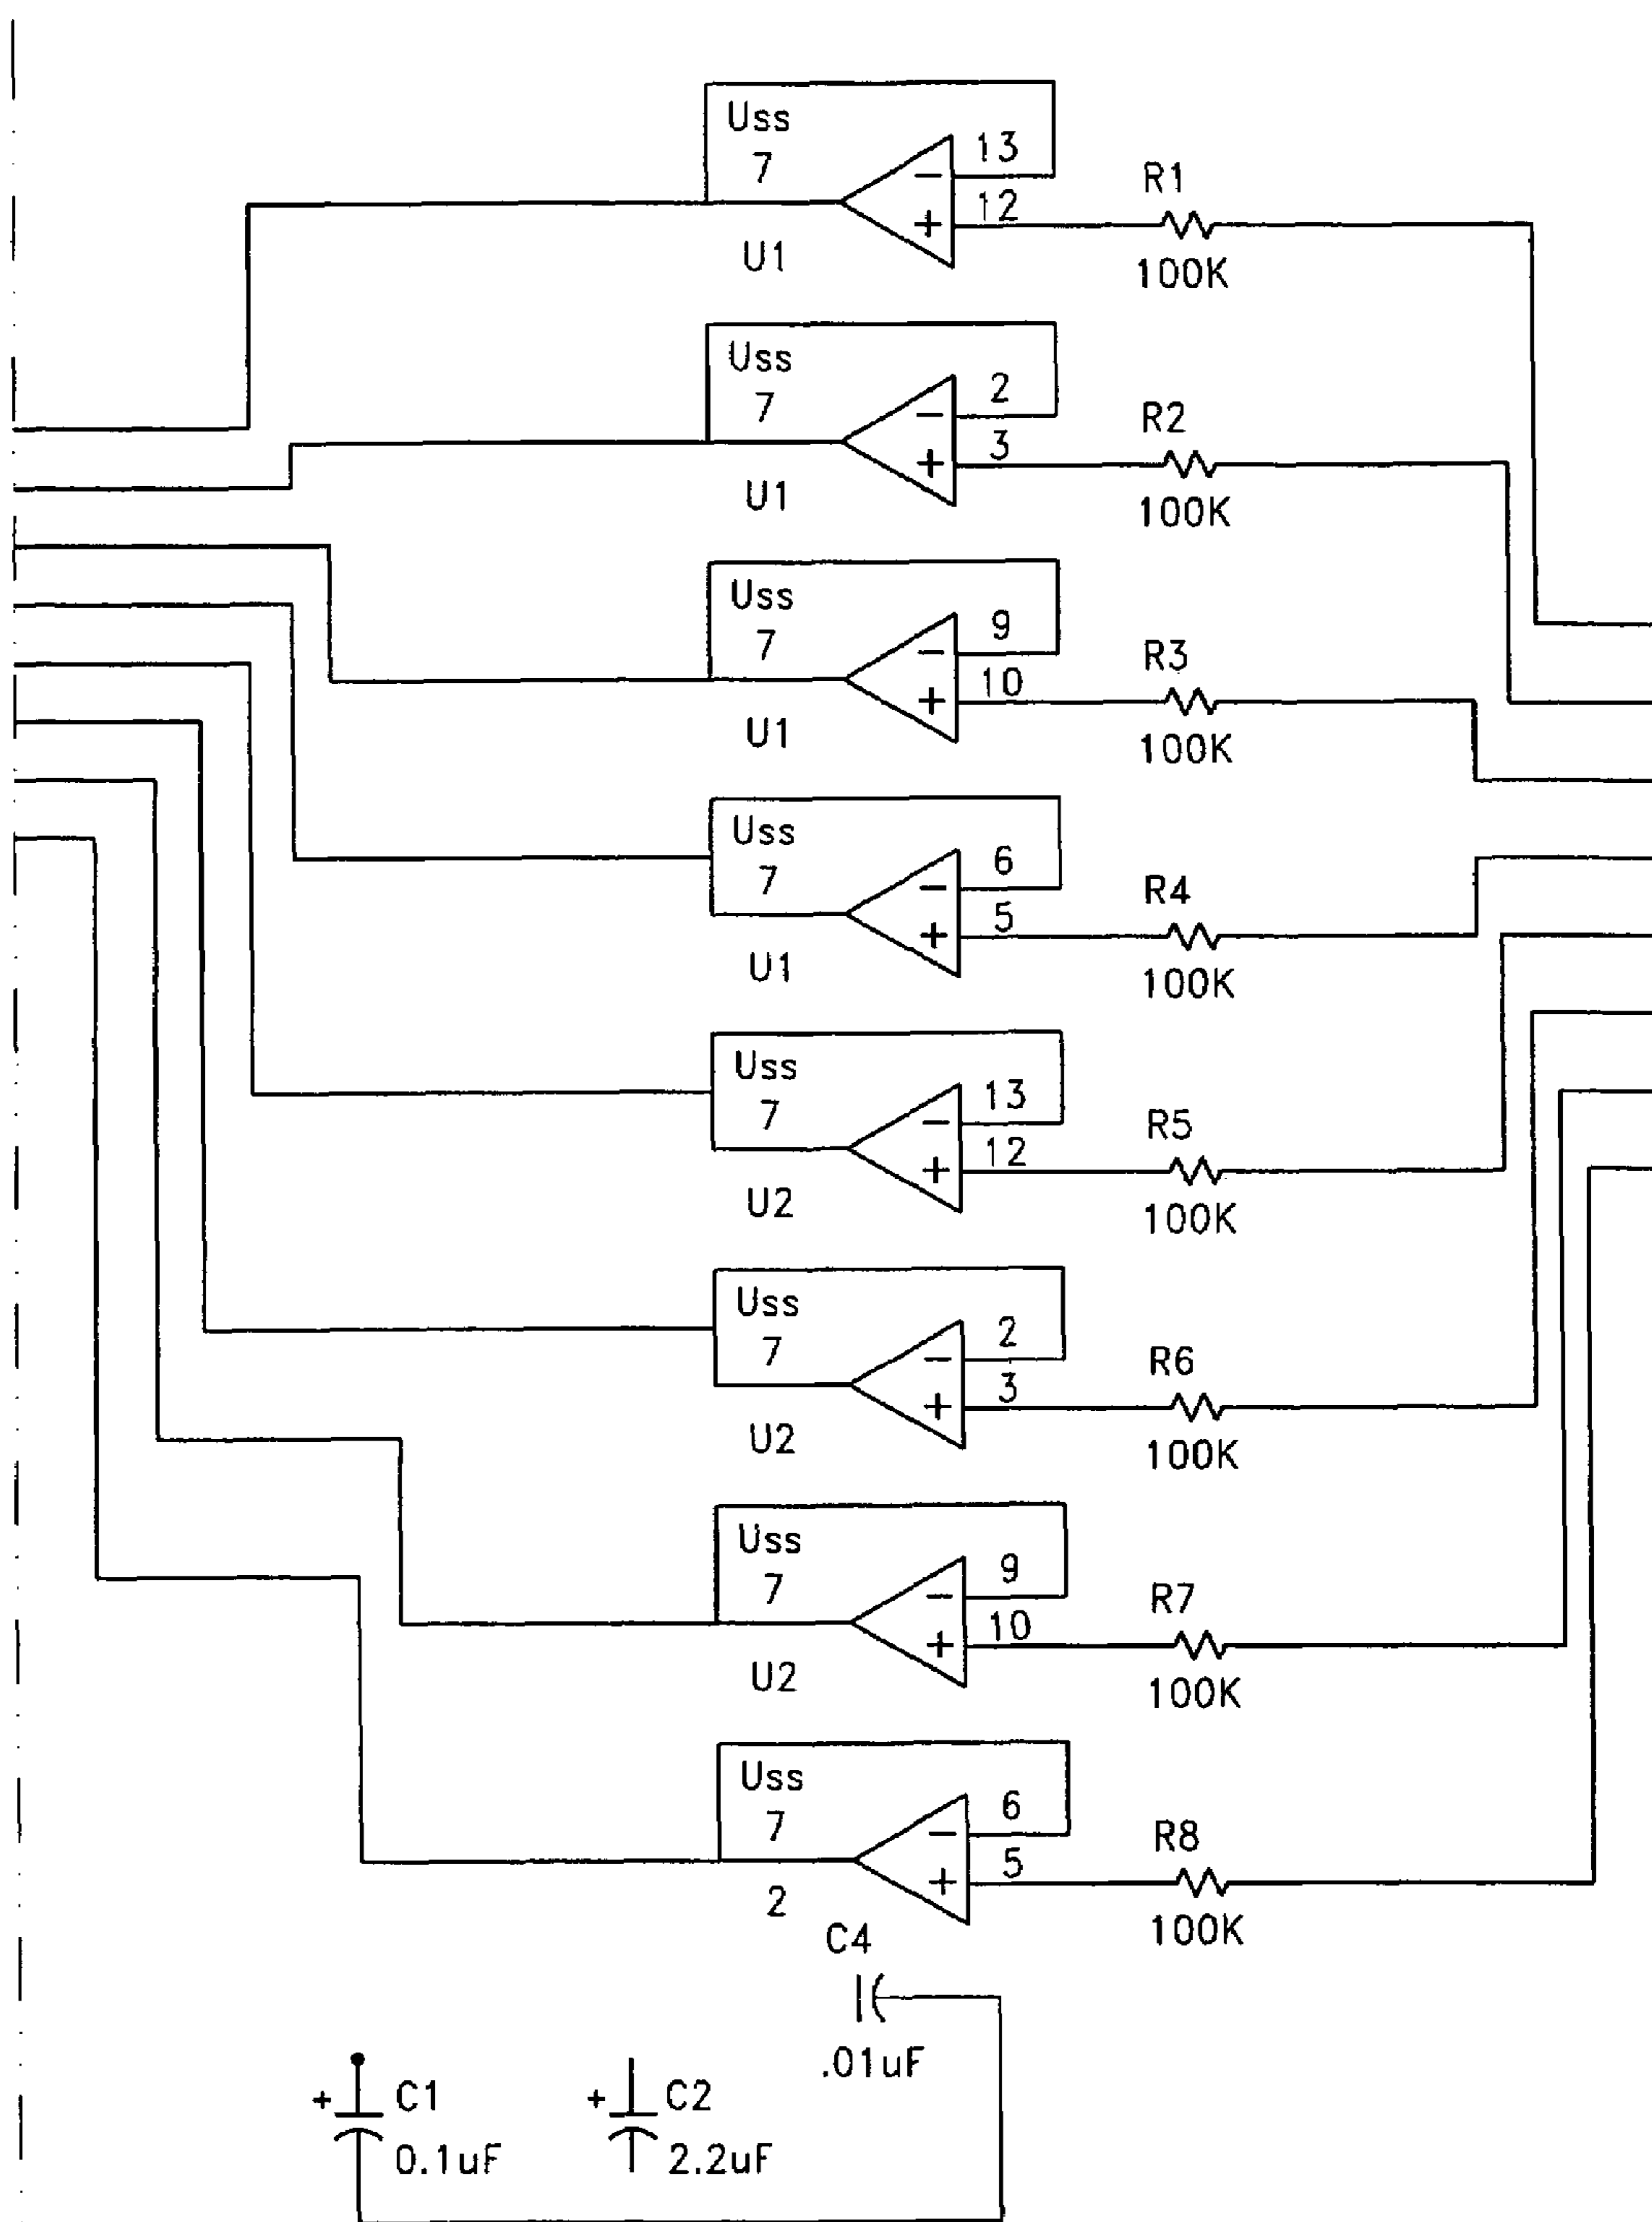 Uss
7
13
12
−
+
U1
R1
100K
Uss
7
2
3
−
+
U1
R2
100K
Uss
7
9
10
−
+
U1
R3
100K
Uss
7
6
5
−
+
U1
R4
100K
Uss
7
13
12
−
+
U2
R5
100K
Uss
7
2
3
−
+
U2
R6
100K
Uss
7
9
10
−
+
U2
R7
100K
Uss
7
6
5
−
+
2
R8
100K
C4
.01uF
+
C1
0.1uF
+
C2
2.2uF